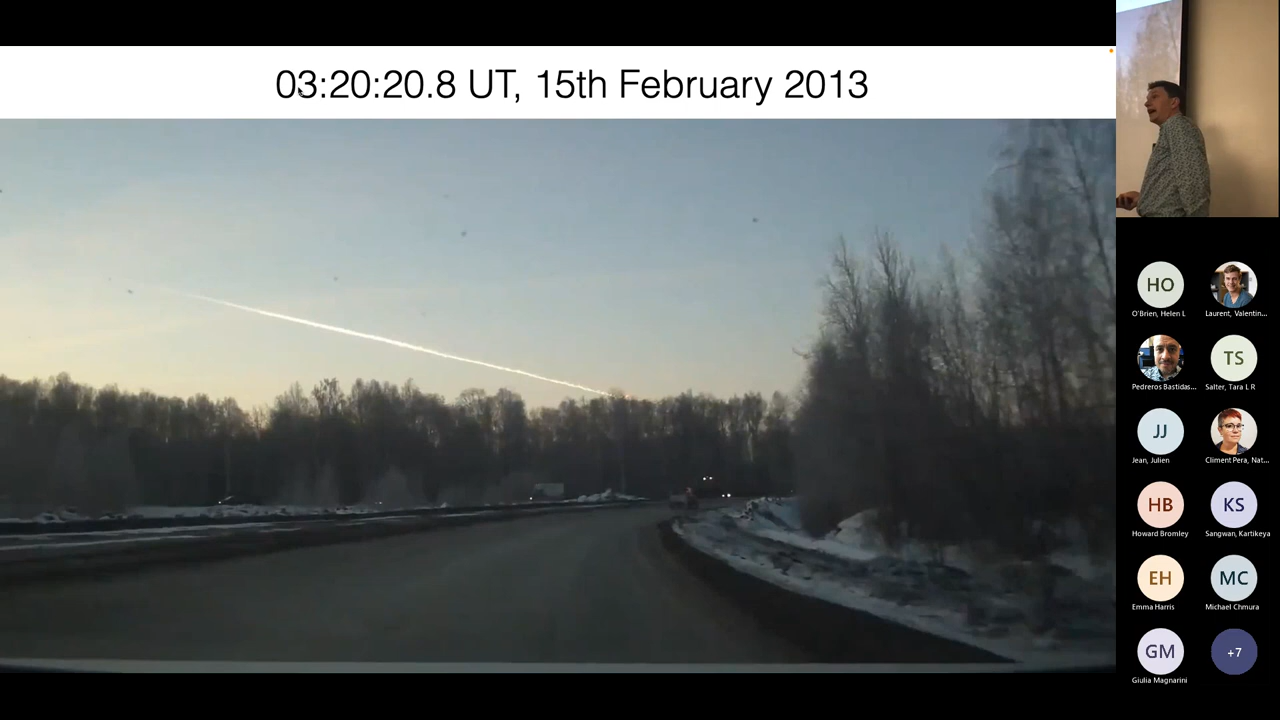 03:20:20.8 UT, 15th February 2013
HO
O'Brien, Helen L
Laurent, Valentin...
Pedreros Bastidas...
TS
Salter, Tara L R
JJ
Jean, Julien
Climent Pera, Nat...
HB
Howard Bromley
KS
Sangwan, Kartikeya
EH
Emma Harris
MC
Michael Chmura
GM
Giulia Magnarini
+7